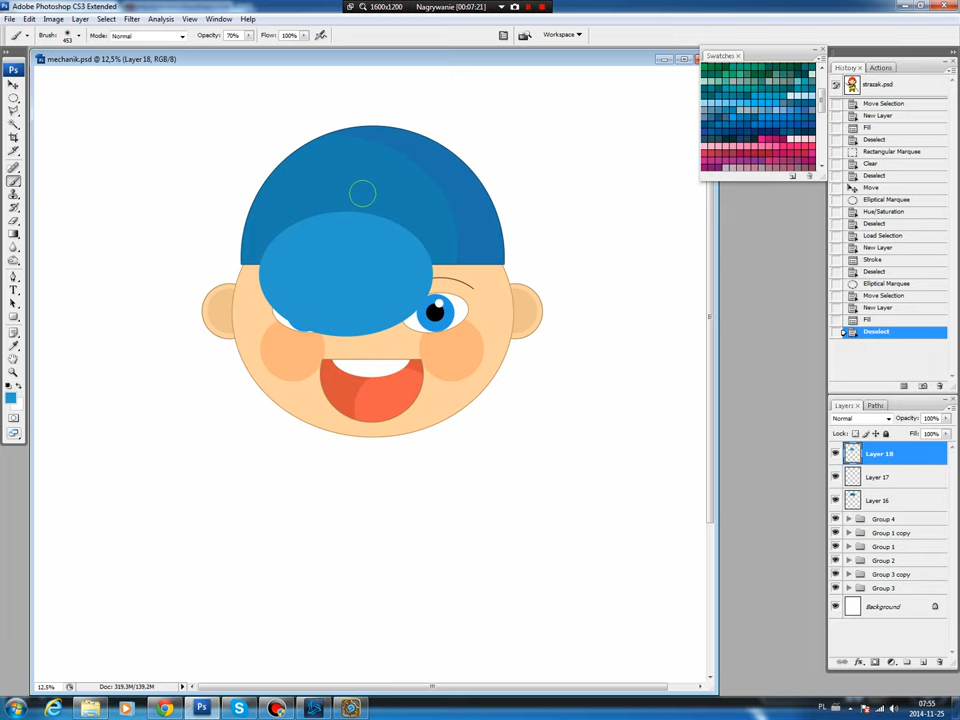 Adobe Photoshop CS3 Extended
1600x1200 Nagrywanie [00:07:21]
File Edit Image Layer Select Filter Analysis View Window Help
Brush: 453 Mode: Normal Opacity: 70% Flow: 100% Workspace
mechanik.psd @ 12,5% (Layer 18, RGB/8)
Swatches
History Actions
strazak.psd
Move Selection
New Layer
Fill
Deselect
Rectangular Marquee
Clear
Deselect
Move
Elliptical Marquee
Hue/Saturation
Deselect
Load Selection
New Layer
Stroke
Deselect
Elliptical Marquee
Move Selection
New Layer
Fill
Deselect
Layers Paths
Normal Opacity: 100%
Lock: Fill: 100%
Layer 18
Layer 17
Layer 16
Group 4
Group 1 copy
Group 1
Group 2
Group 3 copy
Group 3
Background
12,5% Doc: 319,3M/139,2M
PL 07:55
2014-11-25